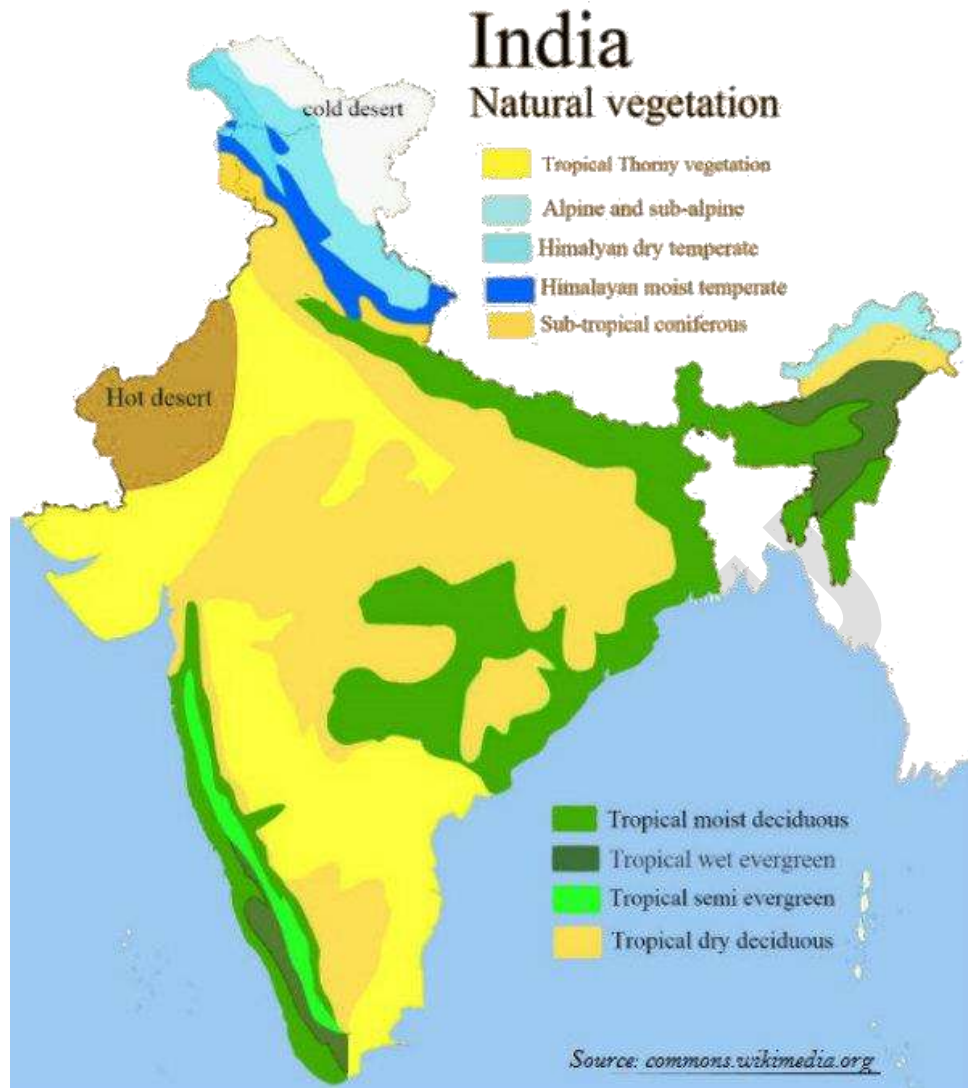 India
Natural vegetation
cold desert
Tropical Thorny vegetation
Alpine and sub-alpine
Himalyan dry temperate
Himalayan moist temperate
Sub-tropical coniferous
Hot desert
Tropical moist deciduous
Tropical wet evergreen
Tropical semi evergreen
Tropical dry deciduous
Source: commons.wikimedia.org